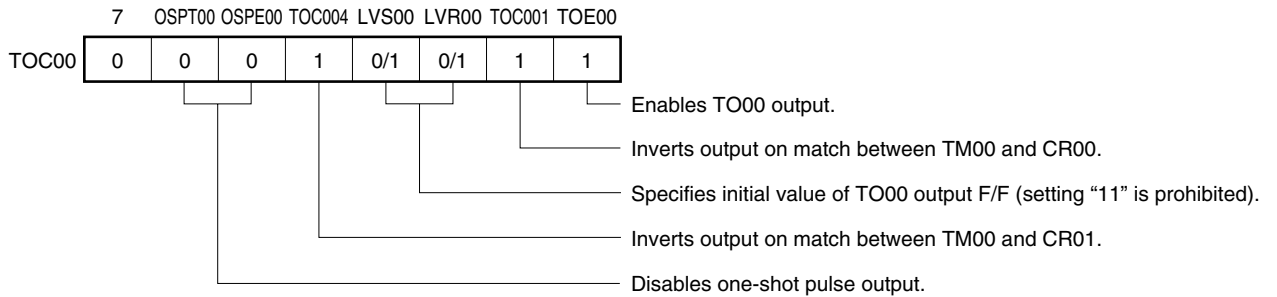 7 OSPT00 OSPE00 TOC004 LVS00 LVR00 TOC001 TOE00
TOC00 0 0 0 1 0/1 0/1 1 1
Enables TO00 output.
Inverts output on match between TM00 and CR00.
Specifies initial value of TO00 output F/F (setting “11” is prohibited).
Inverts output on match between TM00 and CR01.
Disables one-shot pulse output.